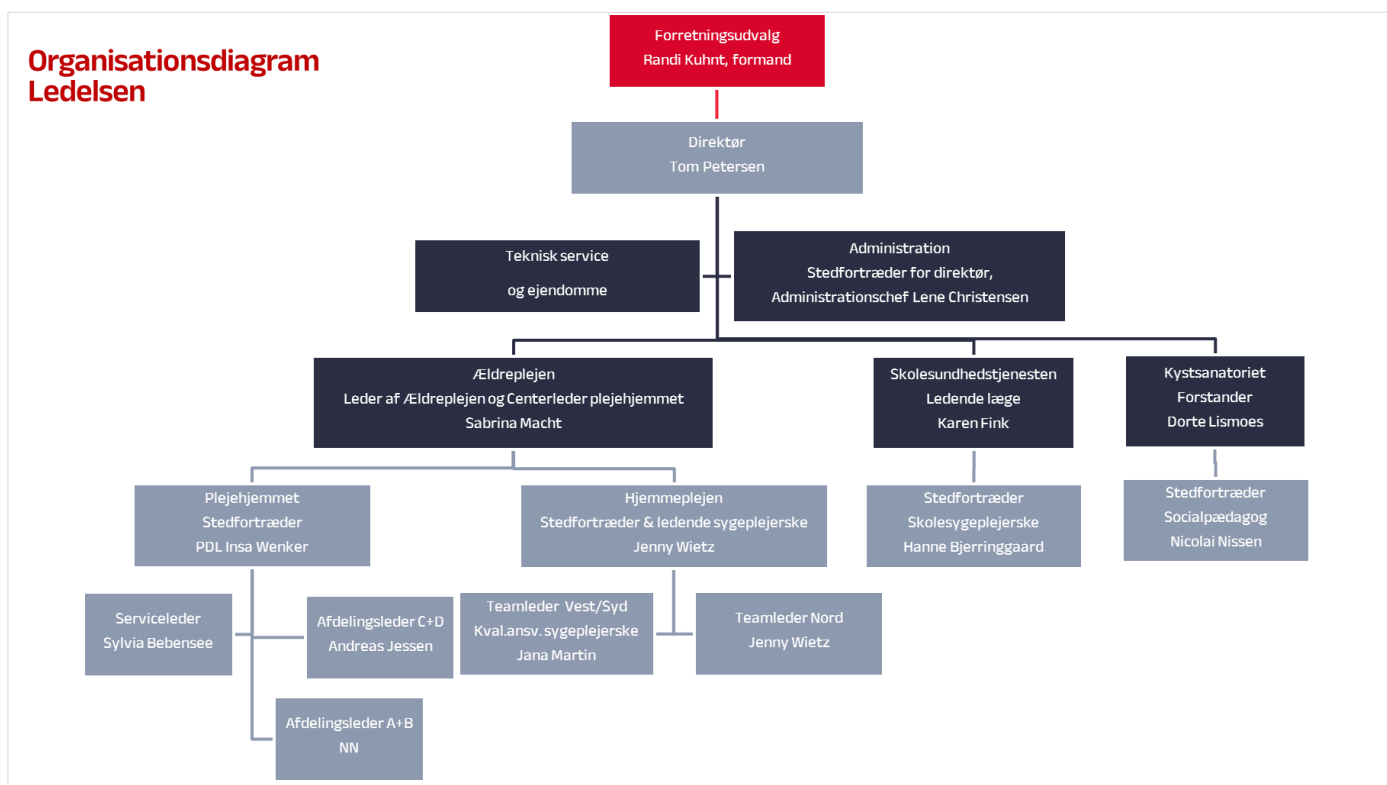 Organisationsdiagram
Ledelsen
Forretningsudvalg
Randi Kuhnt, formand
Direktør
Tom Petersen
Teknisk service
og ejendomme
Administration
Stedfortræder for direktør,
Administrationschef Lene Christensen
Ældreplejen
Leder af Ældreplejen og Centerleder plejehjemmet
Sabrina Macht
Skolesundhedstjenesten
Ledende læge
Karen Fink
Kystsanatoriet
Forstander
Dorte Lismoes
Plejehjemmet
Stedfortræder
PDL Insa Wenker
Hjemmeplejen
Stedfortræder & ledende sygeplejerske
Jenny Wietz
Stedfortræder
Skolesygeplejerske
Hanne Bjerringgaard
Stedfortræder
Socialpædagog
Nicolai Nissen
Serviceleder
Sylvia Bebensee
Afdelingsleder C+D
Andreas Jessen
Teamleder Vest/Syd
Kval.ansv. sygeplejerske
Jana Martin
Teamleder Nord
Jenny Wietz
Afdelingsleder A+B
NN